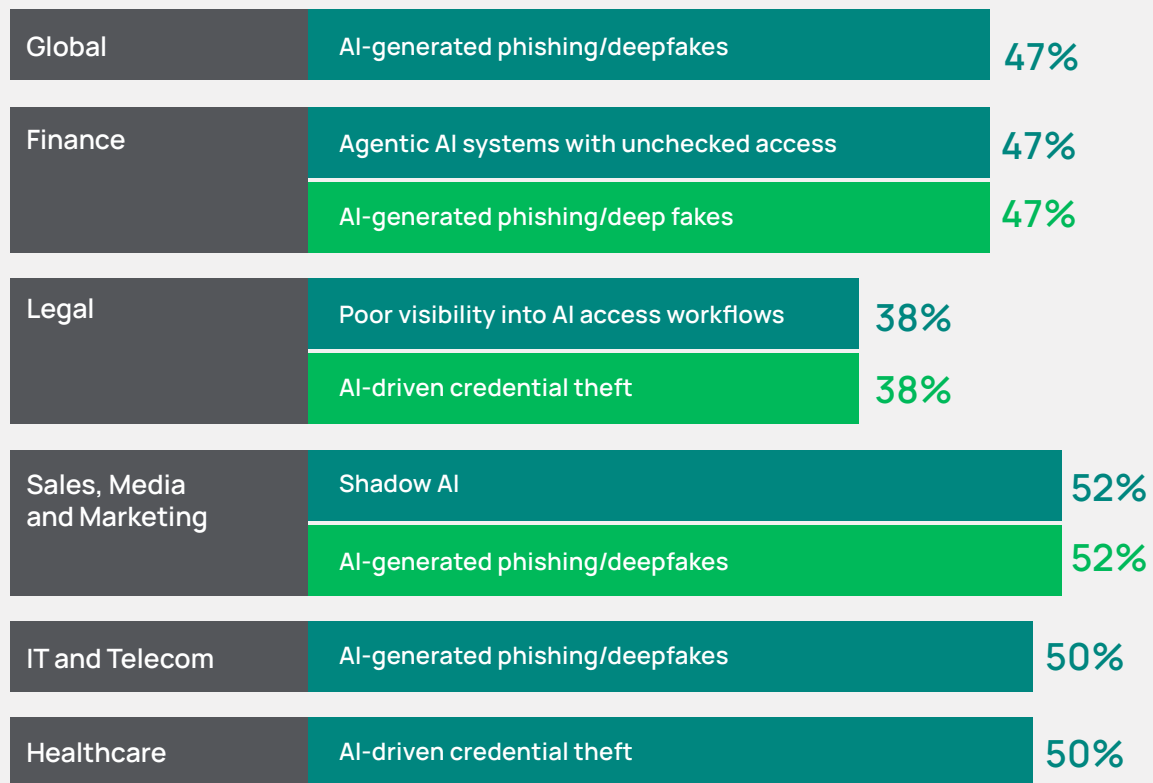 Global
AI-generated phishing/deepfakes
47%
Finance
Agentic AI systems with unchecked access
47%
AI-generated phishing/deep fakes
47%
Legal
Poor visibility into AI access workflows
38%
AI-driven credential theft
38%
Sales, Media
and Marketing
Shadow AI
52%
AI-generated phishing/deepfakes
52%
IT and Telecom
AI-generated phishing/deepfakes
50%
Healthcare
AI-driven credential theft
50%